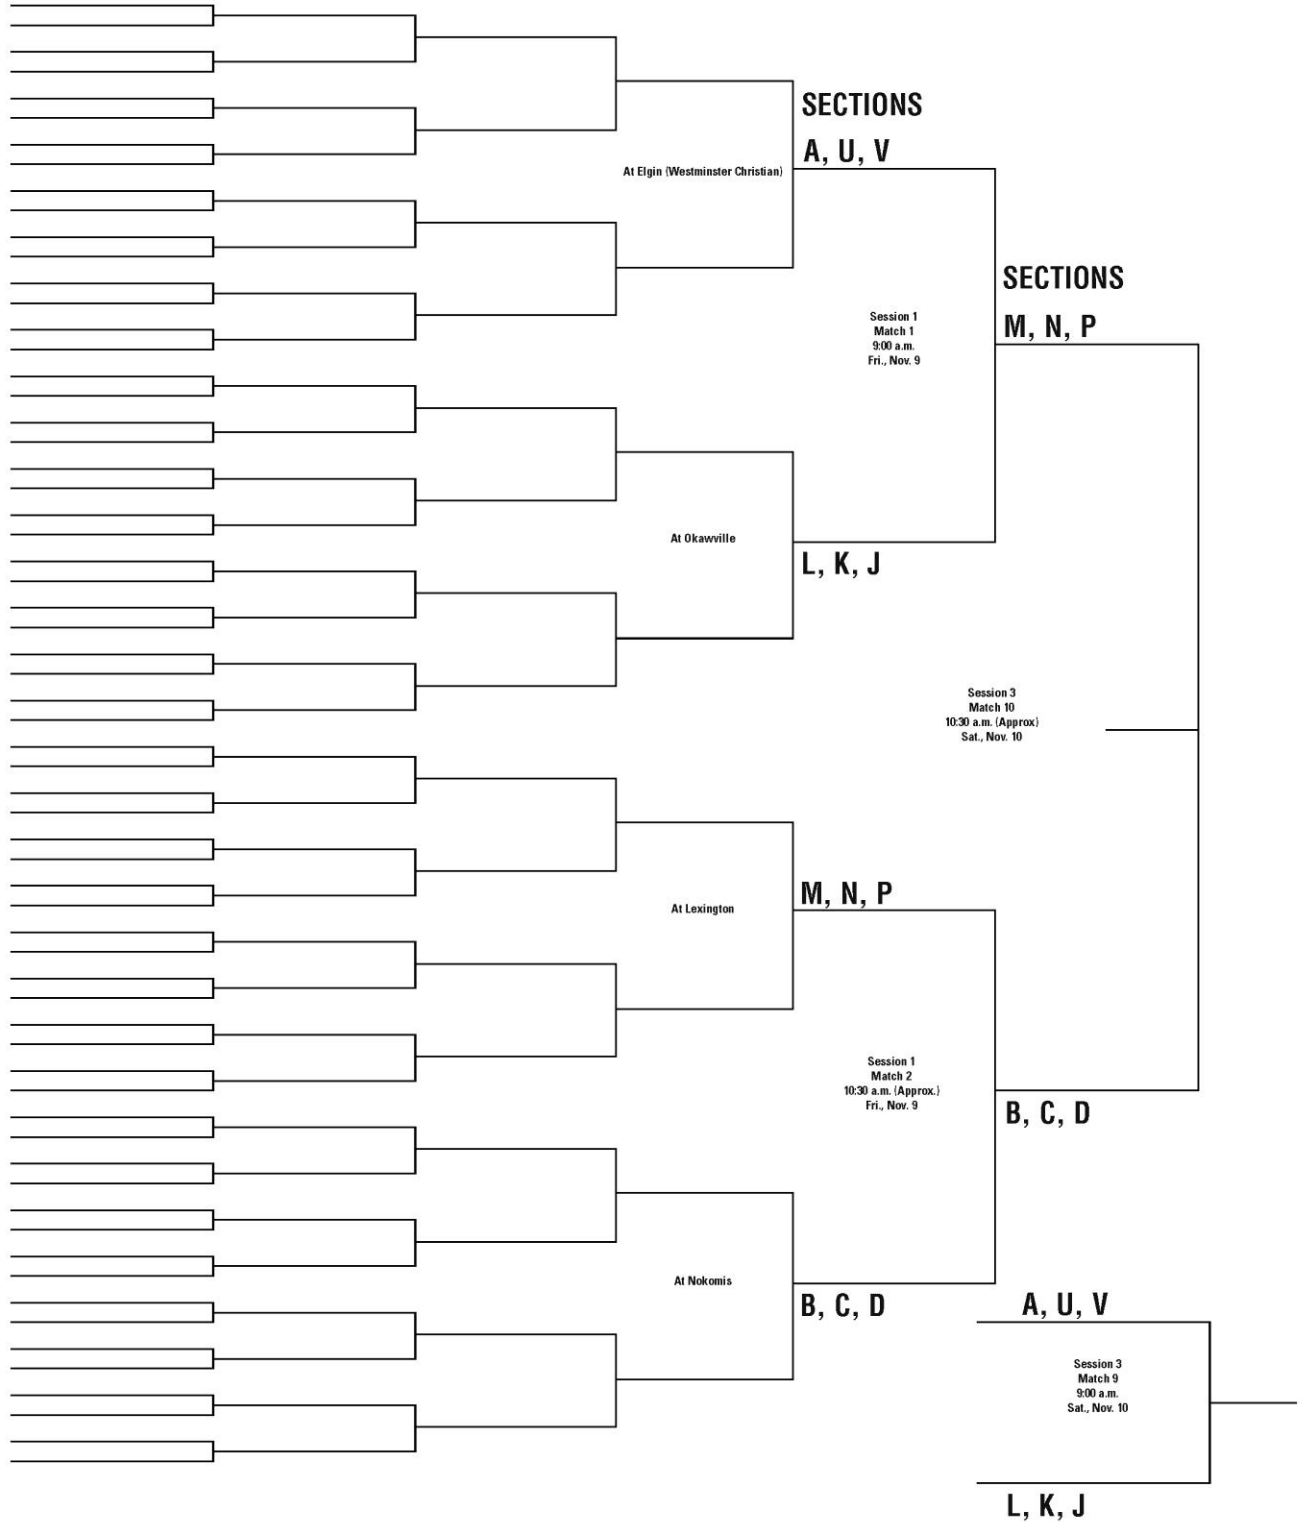 SECTIONS
A, U, V
At Elgin (Westminster Christian)
SECTIONS
M, N, P
Session 1
Match 1
9:00 a.m.
Fri., Nov. 9
At Okawville
L, K, J
Session 3
Match 10
10:30 a.m. (Approx)
Sat., Nov. 10
M, N, P
At Lexington
Session 1
Match 2
10:30 a.m. (Approx.)
Fri., Nov. 9
B, C, D
At Nokomis
B, C, D
A, U, V
Session 3
Match 9
9:00 a.m.
Sat., Nov. 10
L, K, J